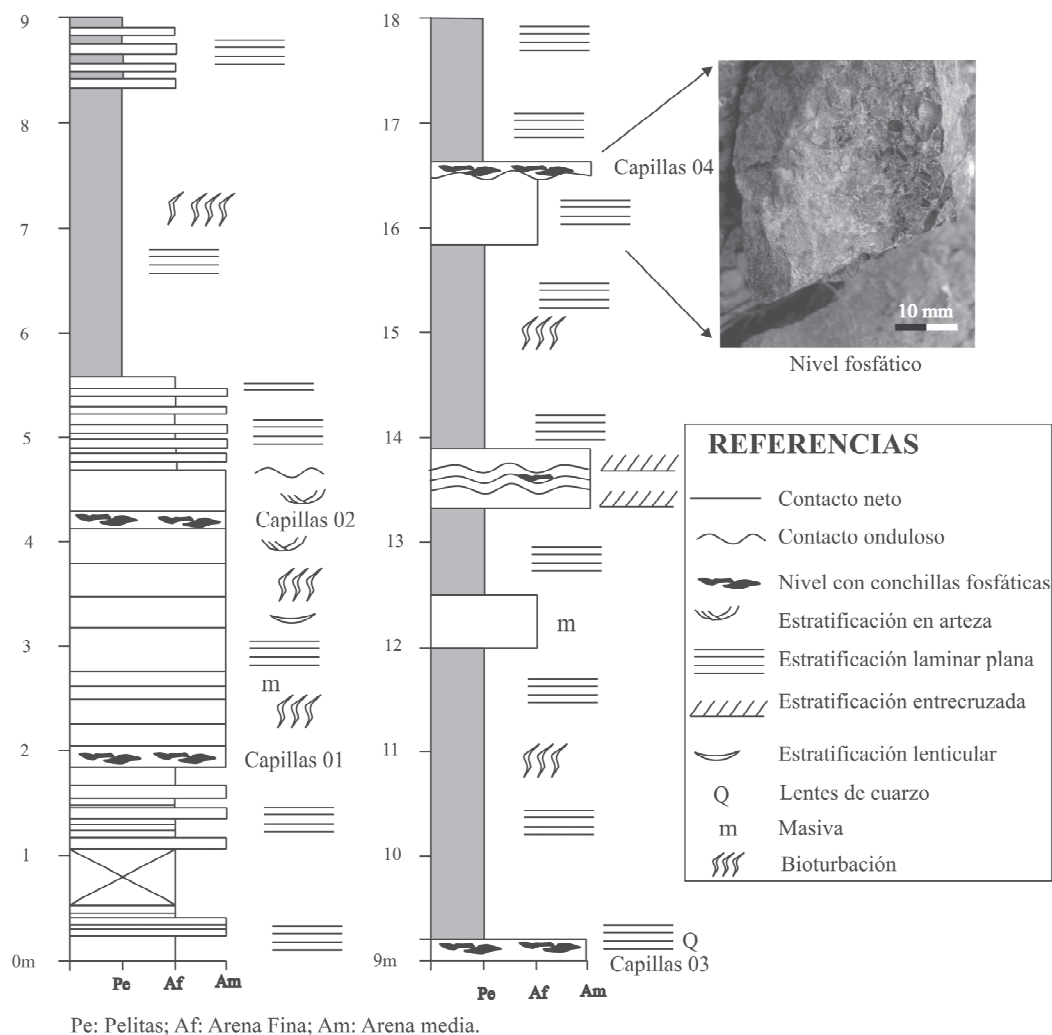 9
8
7
6
5
4
3
2
1
0m
Capillas 02
m
Capillas 01
Pe Af Am
18
17
16
15
14
13
12
11
10
9m
Capillas 04
m
Q
Capillas 03
Pe Af Am
10 mm
Nivel fosfático
REFERENCIAS
Contacto neto
Contacto onduloso
Nivel con conchillas fosfáticas
Estratificación en arteza
Estratificación laminar plana
Estratificación entrecruzada
Estratificación lenticular
Q Lentes de cuarzo
m Masiva
Bioturbación
Pe: Pelitas; Af: Arena Fina; Am: Arena media.